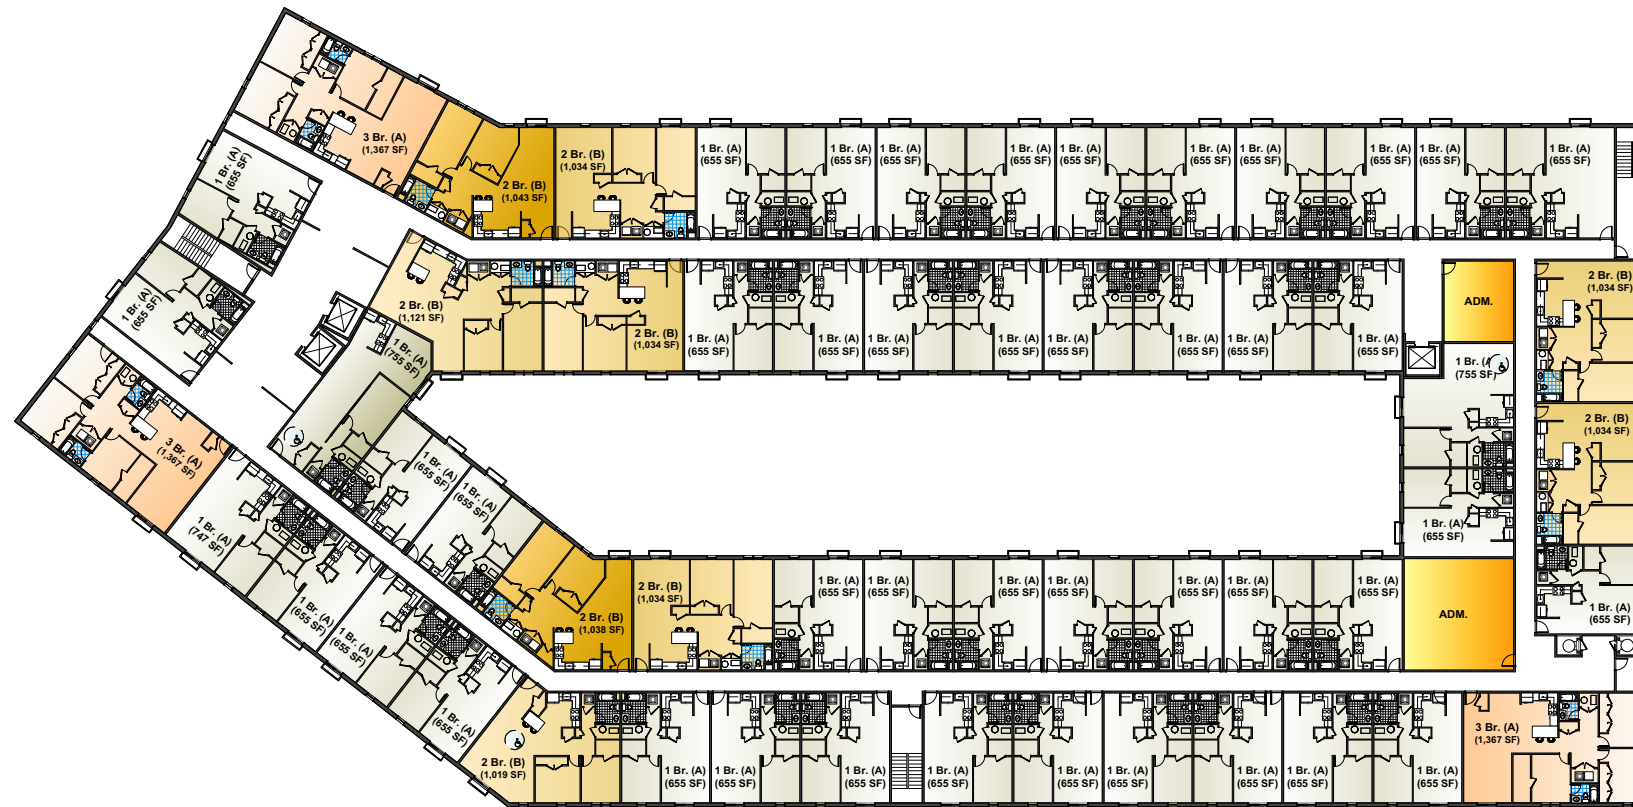 3 Br. (A)
(1,367 SF)
2 Br. (B)
(1,043 SF)
2 Br. (B)
(1,034 SF)
1 Br. (A)
(655 SF)
1 Br. (A)
(655 SF)
1 Br. (A)
(655 SF)
1 Br. (A)
(655 SF)
1 Br. (A)
(655 SF)
1 Br. (A)
(655 SF)
1 Br. (A)
(655 SF)
1 Br. (A)
(655 SF)
1 Br. (A)
(655 SF)
1 Br. (A)
(655 SF)
1 Br. (A)
(655 SF)
1 Br. (A)
(655 SF)
2 Br. (B)
(1,121 SF)
2 Br. (B)
(1,034 SF)
1 Br. (A)
(655 SF)
1 Br. (A)
(655 SF)
1 Br. (A)
(655 SF)
1 Br. (A)
(655 SF)
1 Br. (A)
(655 SF)
1 Br. (A)
(655 SF)
1 Br. (A)
(655 SF)
1 Br. (A)
(655 SF)
ADM.
2 Br. (B)
(1,034 SF)
1 Br. (A)
(755 SF)
1 Br. (A)
(755 SF)
2 Br. (B)
(1,034 SF)
3 Br. (A)
(1,367 SF)
1 Br. (A)
(655 SF)
1 Br. (A)
(655 SF)
1 Br. (A)
(655 SF)
1 Br. (A)
(747 SF)
1 Br. (A)
(655 SF)
1 Br. (A)
(655 SF)
1 Br. (A)
(655 SF)
2 Br. (B)
(1,038 SF)
2 Br. (B)
(1,034 SF)
1 Br. (A)
(655 SF)
1 Br. (A)
(655 SF)
1 Br. (A)
(655 SF)
1 Br. (A)
(655 SF)
1 Br. (A)
(655 SF)
1 Br. (A)
(655 SF)
1 Br. (A)
(655 SF)
ADM.
1 Br. (A)
(655 SF)
2 Br. (B)
(1,019 SF)
1 Br. (A)
(655 SF)
1 Br. (A)
(655 SF)
1 Br. (A)
(655 SF)
1 Br. (A)
(655 SF)
1 Br. (A)
(655 SF)
1 Br. (A)
(655 SF)
1 Br. (A)
(655 SF)
1 Br. (A)
(655 SF)
1 Br. (A)
(655 SF)
3 Br. (A)
(1,367 SF)